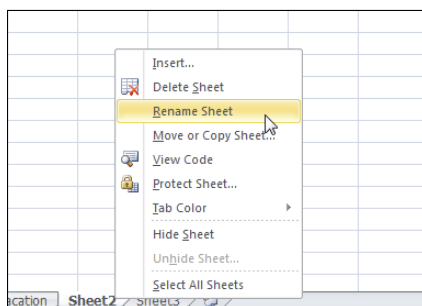 Insert...
Delete Sheet
Rename Sheet
Move or Copy Sheet...
View Code
Protect Sheet...
Tab Color
Hide Sheet
Unhide Sheet...
Select All Sheets
acation Sheet2 Sheet3